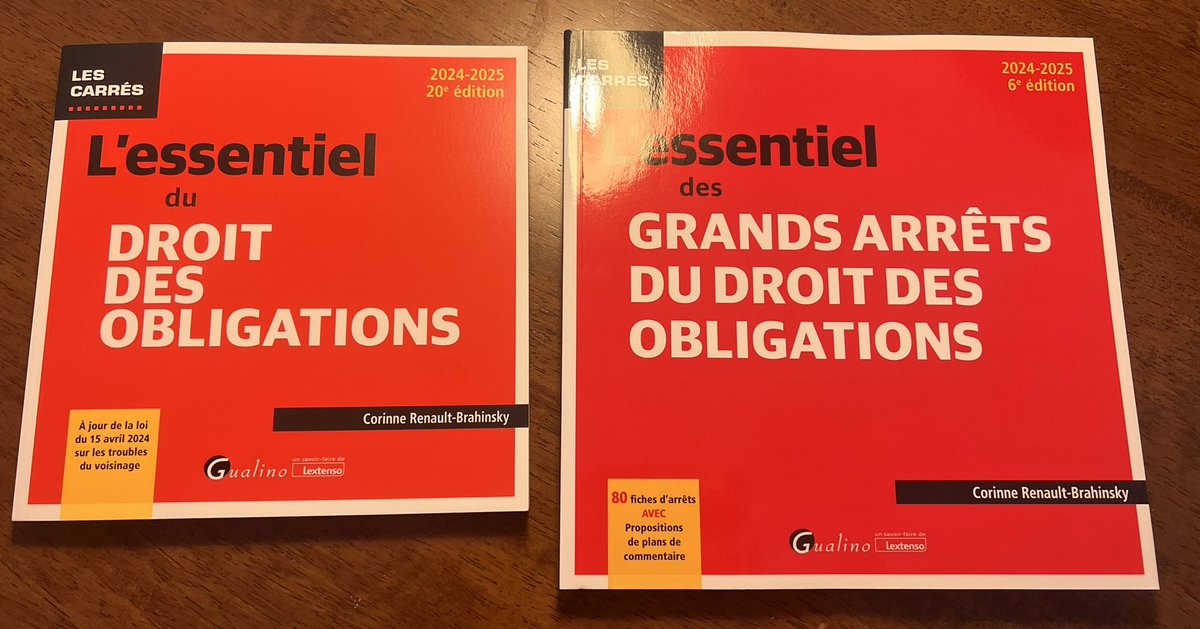 LES
CARRÉS
2024-2025
20e édition
L'essentiel
du
DROIT
DES
OBLIGATIONS
Corinne Renault-Brahinsky
À jour de la loi
du 15 avril 2024
sur les troubles
du voisinage
Gualino
un savoir-faire de
Lextenso
LES
CARRÉS
2024-2025
6e édition
L'essentiel
des
GRANDS ARRÊTS
DU DROIT DES
OBLIGATIONS
Corinne Renault-Brahinsky
80 fiches d'arrêts
AVEC
Propositions
de plans de
commentaire
Gualino
un savoir-faire de
Lextenso